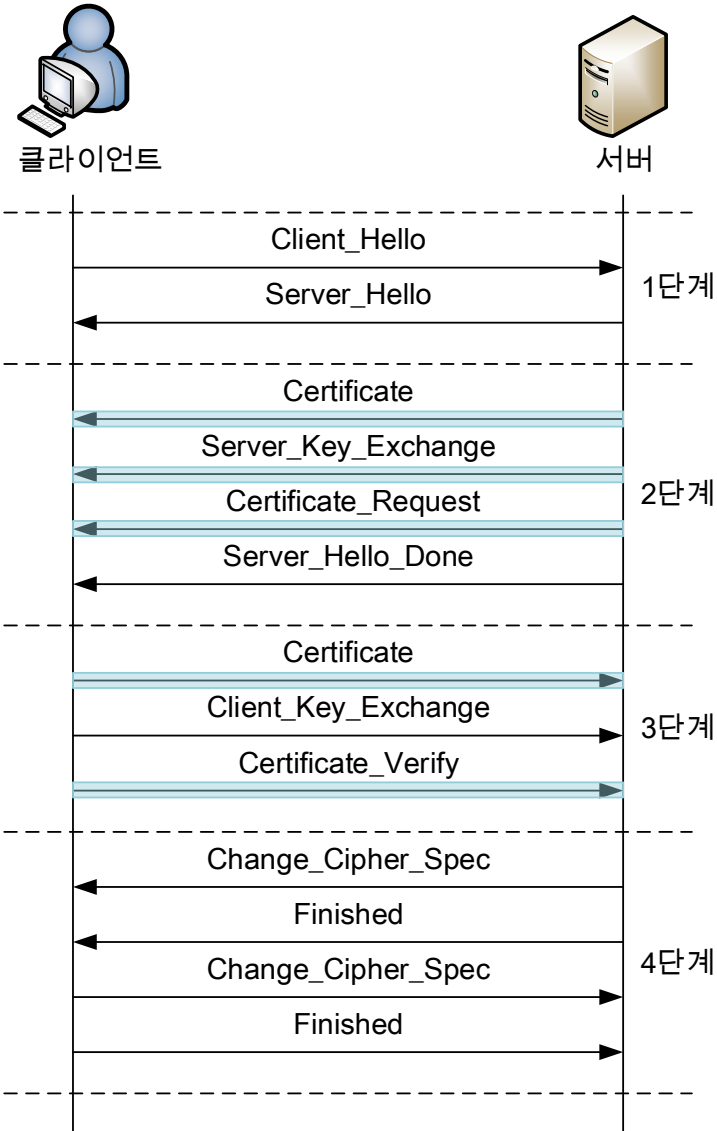 클라이언트
서버
Client_Hello
Server_Hello
1단계
Certificate
Server_Key_Exchange
Certificate_Request
Server_Hello_Done
2단계
Certificate
Client_Key_Exchange
Certificate_Verify
3단계
Change_Cipher_Spec
Finished
Change_Cipher_Spec
Finished
4단계